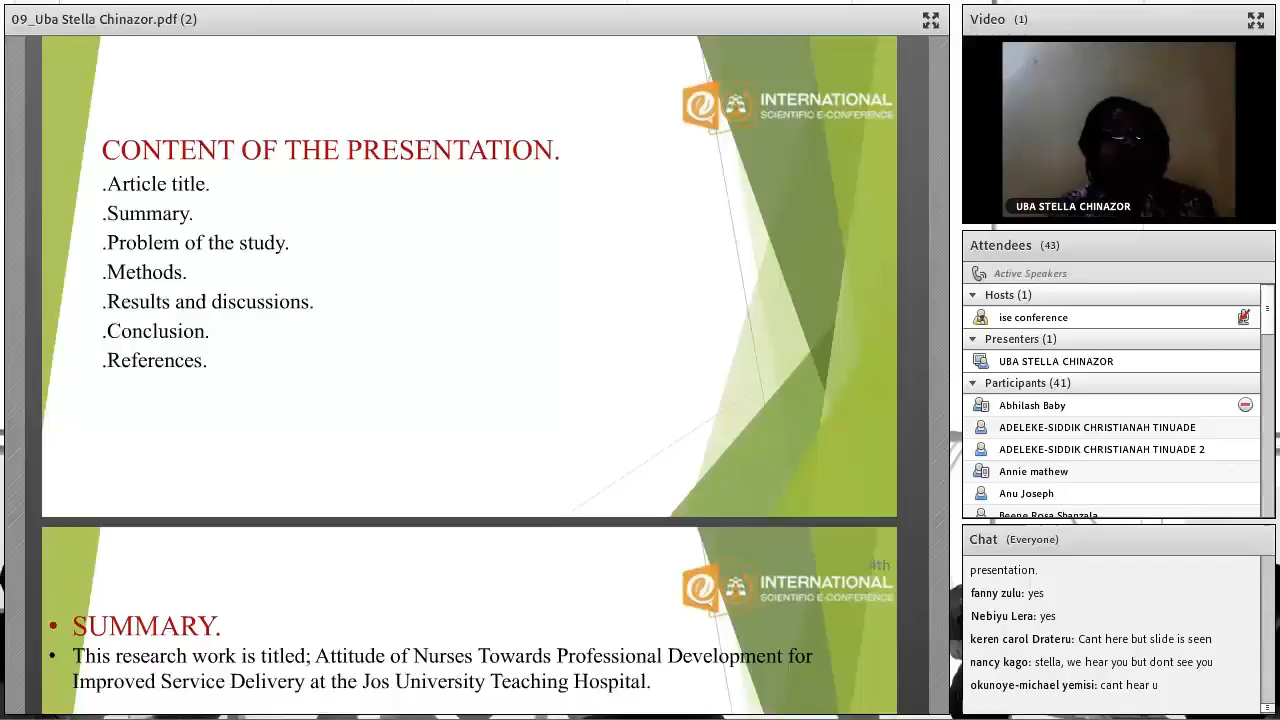 09_Uba Stella Chinazor.pdf (2)
INTERNATIONAL
SCIENTIFIC E-CONFERENCE
CONTENT OF THE PRESENTATION.
.Article title.
.Summary.
.Problem of the study.
.Methods.
.Results and discussions.
.Conclusion.
.References.
4th
INTERNATIONAL
SCIENTIFIC E-CONFERENCE
• SUMMARY.
• This research work is titled; Attitude of Nurses Towards Professional Development for
Improved Service Delivery at the Jos University Teaching Hospital.
Video (1)
UBA STELLA CHINAZOR
Attendees (43)
Active Speakers
Hosts (1)
ise conference
Presenters (1)
UBA STELLA CHINAZOR
Participants (41)
Abhilash Baby
ADELEKE-SIDDIK CHRISTIANAH TINUADE
ADELEKE-SIDDIK CHRISTIANAH TINUADE 2
Annie mathew
Anu Joseph
Beene Rosa Shanzala
Chat (Everyone)
presentation.
fanny zulu: yes
Nebiyu Lera: yes
keren carol Drateru: Cant here but slide is seen
nancy kago: stella, we hear you but dont see you
okunoye-michael yemisi: cant hear u